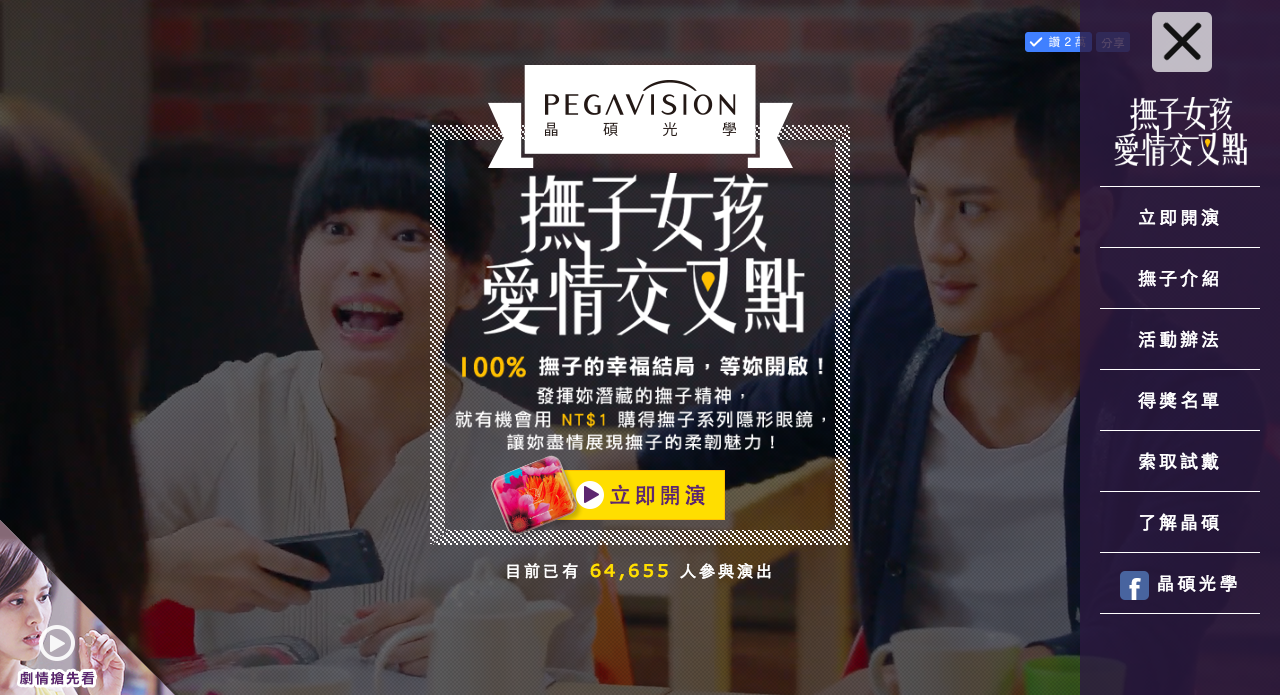 PEGAVISION
晶碩光學
撫子女孩
愛情交叉點
100% 撫子的幸福結局，等妳開啟！
發揮妳潛藏的撫子精神，
就有機會用 NT$1 購得撫子系列隱形眼鏡，
讓妳盡情展現撫子的柔韌魅力！
立即開演
目前已有 64,655 人參與演出
劇情搶先看
讚 2 萬
分享
撫子女孩
愛情交叉點
立即開演
撫子介紹
活動辦法
得獎名單
索取試戴
了解晶碩
f 晶碩光學